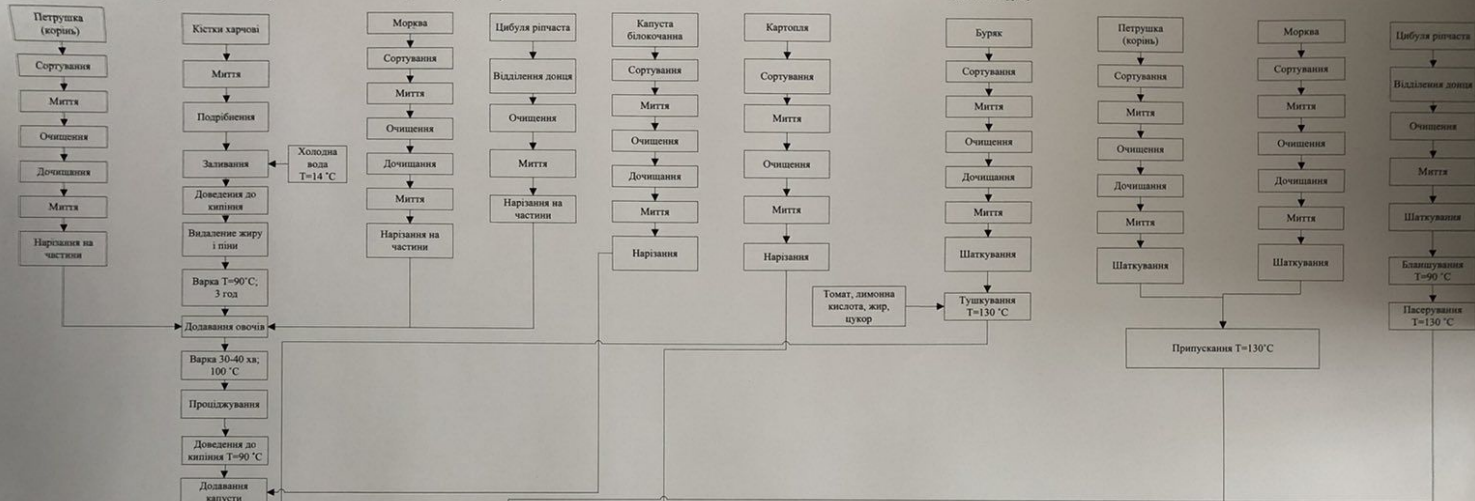 Петрушка
(корінь)
Сортування
Миття
Очищення
Дочищання
Миття
Нарізання на
частини
Кістки харчові
Миття
Подрібнення
Заливання
Холодна
вода
Т=14 ˚С
Доведення до
кипіння
Видаление жиру
і піни
Варка Т=90˚С;
3 год
Додавання овочів
Варка 30-40 хв;
100 ˚С
Проціджування
Доведення до
кипіння Т=90 ˚С
Додавання
капусти
Морква
Сортування
Миття
Очищення
Дочищання
Миття
Нарізання на
частини
Цибуля ріпчаста
Відділення донця
Очищення
Миття
Нарізання на
частини
Капуста
білокочанна
Сортування
Миття
Очищення
Дочищання
Миття
Нарізання
Картопля
Сортування
Миття
Очищення
Дочищання
Миття
Нарізання
Буряк
Сортування
Миття
Очищення
Дочищання
Миття
Шаткування
Томат, лимонна
кислота, жир,
цукор
Тушкування
Т=130 ˚С
Петрушка
(корінь)
Сортування
Миття
Очищення
Дочищання
Миття
Шаткування
Морква
Сортування
Миття
Очищення
Дочищання
Миття
Шаткування
Припускання Т=130˚С
Цибуля ріпчаста
Відділення донця
Очищення
Миття
Шаткування
Бланшування
Т=90 ˚С
Пасерування
Т=130 ˚С